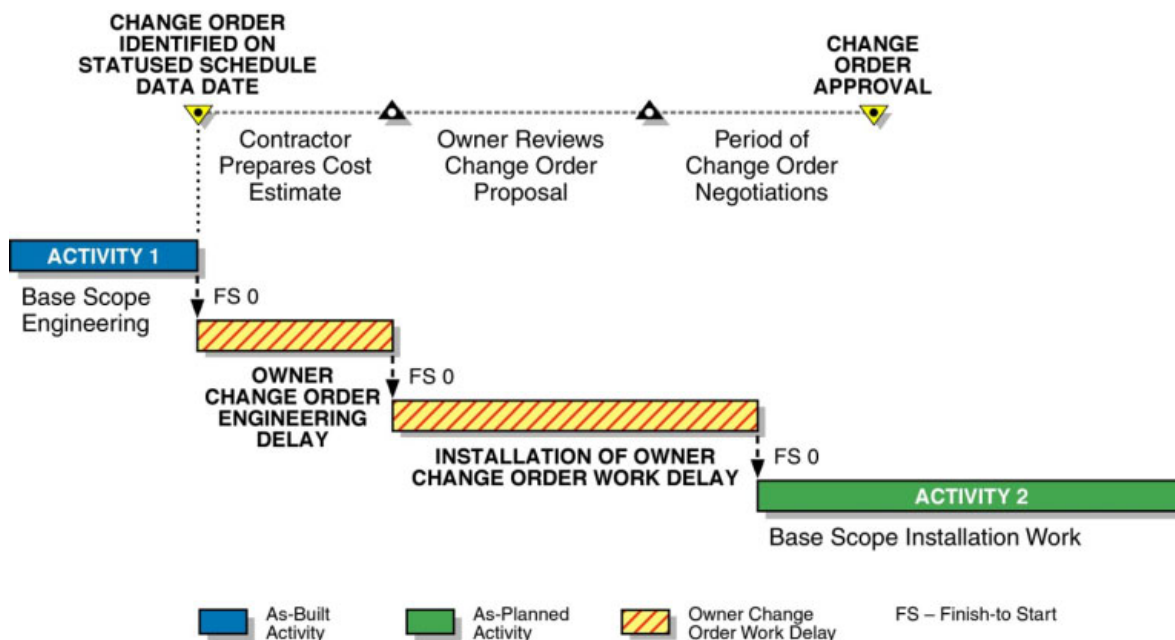 CHANGE ORDER
IDENTIFIED ON
STATUSED SCHEDULE
DATA DATE
CHANGE
ORDER
APPROVAL
Contractor
Prepares Cost
Estimate
Owner Reviews
Change Order
Proposal
Period of
Change Order
Negotiations
ACTIVITY 1
Base Scope
Engineering
FS 0
OWNER
CHANGE ORDER
ENGINEERING
DELAY
FS 0
INSTALLATION OF OWNER
CHANGE ORDER WORK DELAY
FS 0
ACTIVITY 2
Base Scope Installation Work
As-Built
Activity
As-Planned
Activity
Owner Change
Order Work Delay
FS – Finish-to Start